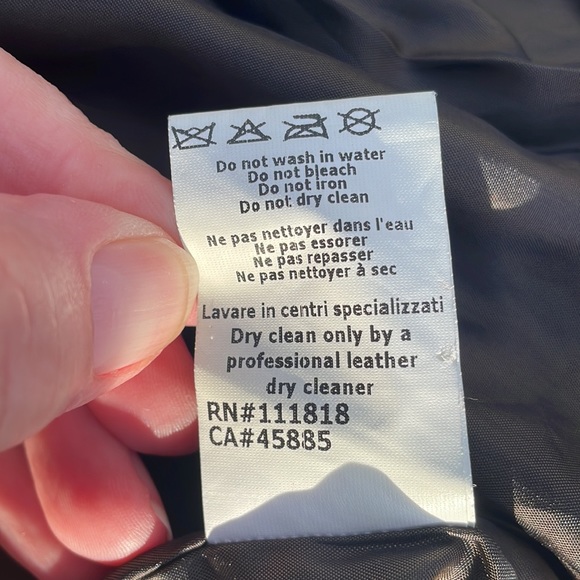 Do not wash in water
Do not bleach
Do not iron
Do not dry clean
Ne pas nettoyer dans l'eau
Ne pas essorer
Ne pas repasser
Ne pas nettoyer à sec
Lavare in centri specializzati
Dry clean only by a
professional leather
dry cleaner
RN#111818
CA#45885